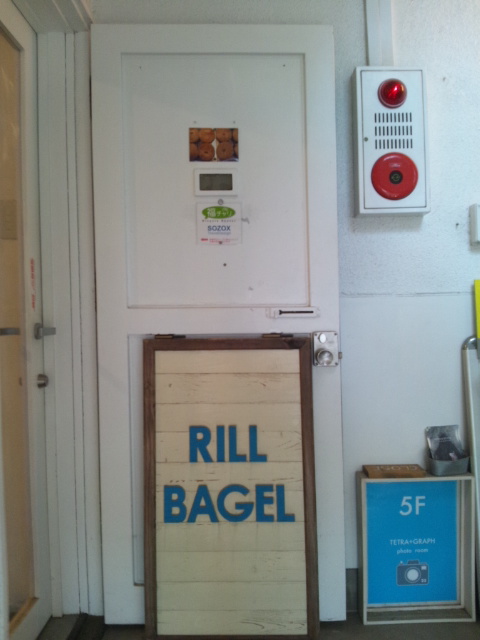 SOZOX
RILL
BAGEL
5F
TETRA+GRAPH
photo room